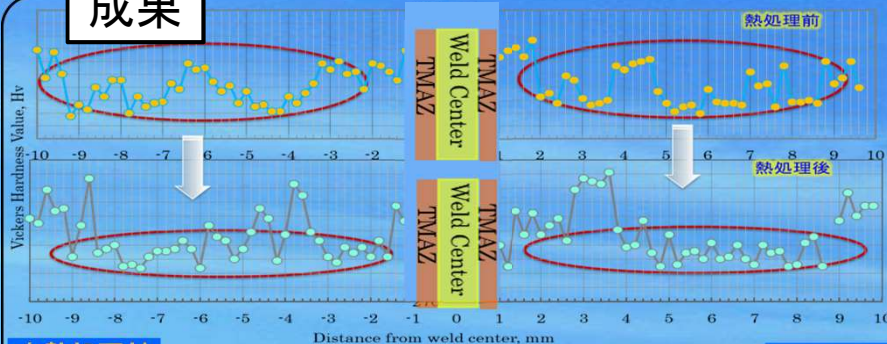 成果
熱処理前
Vickers Hardness Value, Hv
TMAZ
Weld Center
TMAZ
-10 -9 -8 -7 -6 -5 -4 -3 -2 1 2 3 4 5 6 7 8 9 10
熱処理後
TMAZ
Weld Center
TMAZ
-10 -9 -8 -7 -6 -5 -4 -3 -2 -1 0 1 2 3 4 5 6 7 8 9 10
Distance from weld center, mm